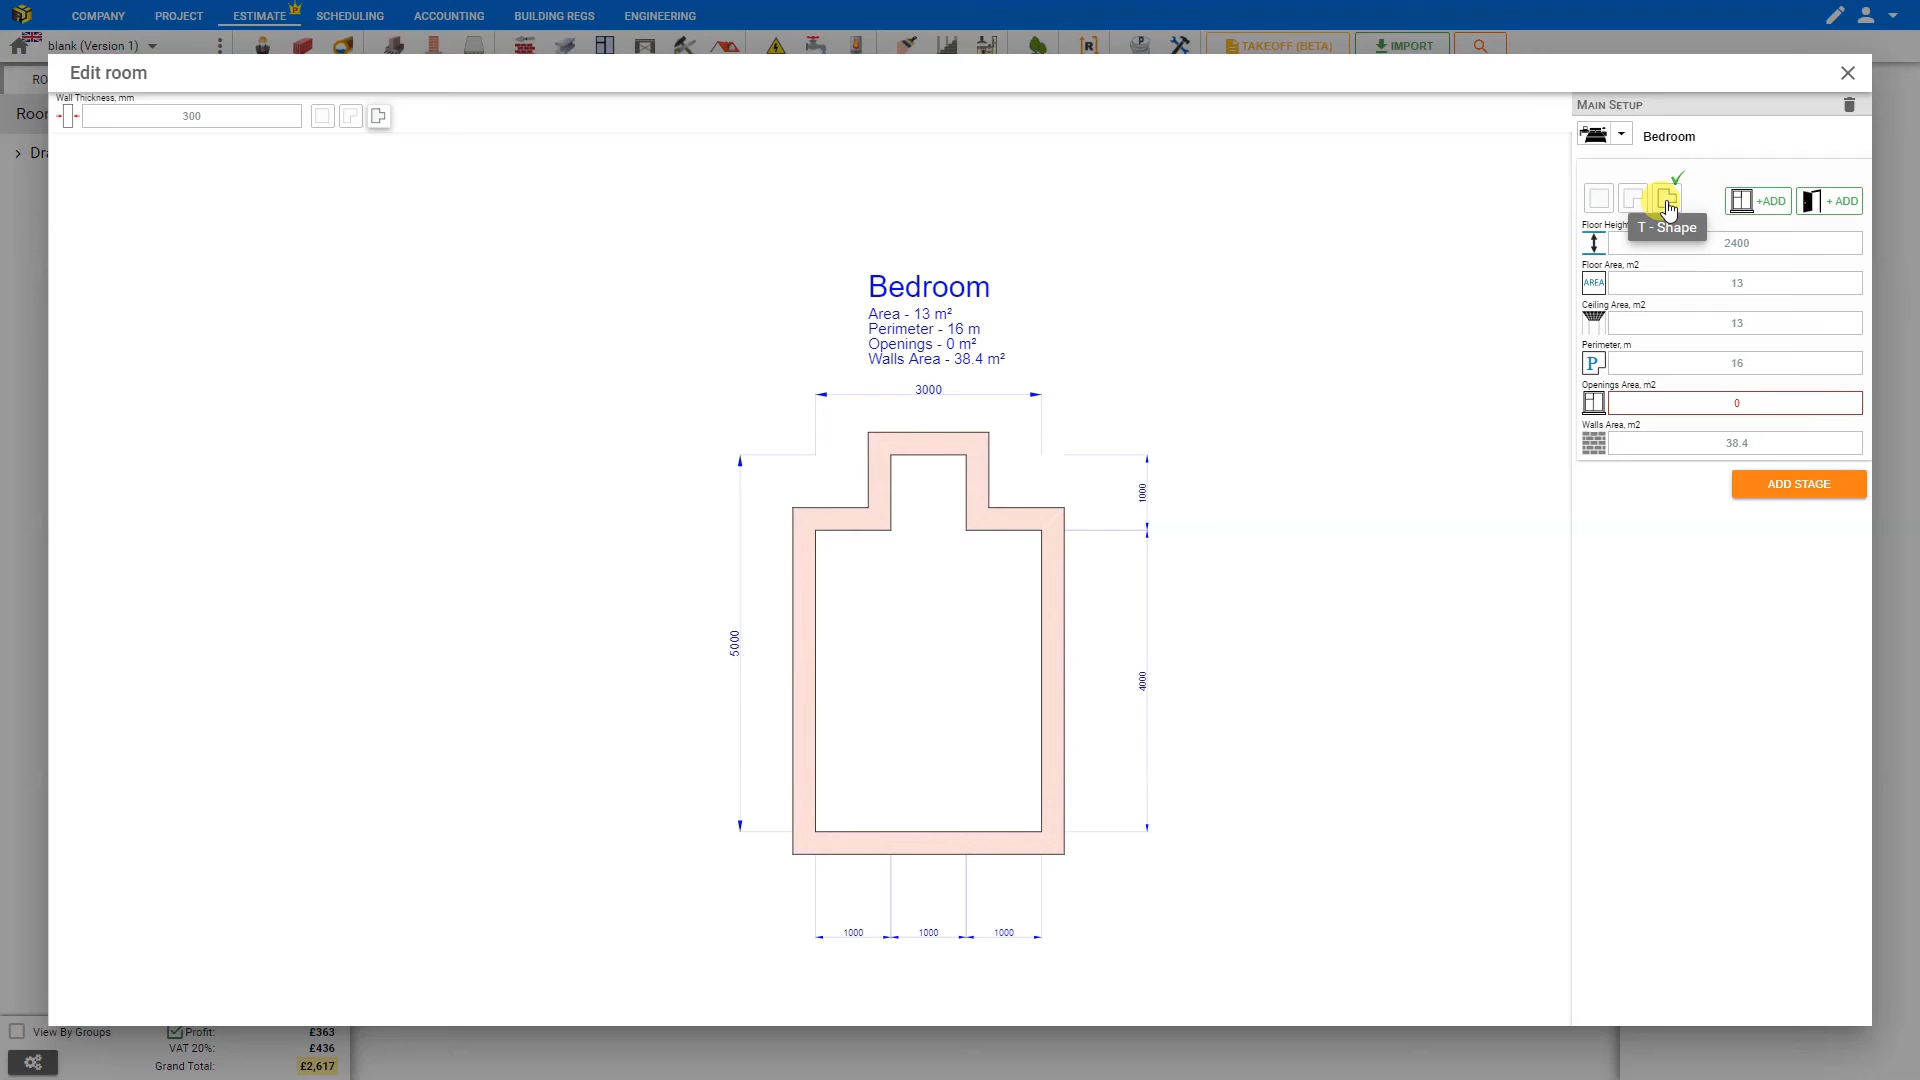 COMPANY PROJECT ESTIMATE SCHEDULING ACCOUNTING BUILDING REGS ENGINEERING
blank (Version 1) TAKEOFF (BETA) IMPORT
Edit room
Wall Thickness, mm
300
MAIN SETUP
Bedroom
+ADD + ADD
T - Shape
Floor Heigh
2400
Floor Area, m2
AREA 13
Ceiling Area, m2
13
Perimeter, m
P 16
Openings Area, m2
0
Walls Area, m2
38.4
ADD STAGE
RO
Roor
Dra
Bedroom
Area - 13 m²
Perimeter - 16 m
Openings - 0 m²
Walls Area - 38.4 m²
3000
1000
5000
4000
1000 1000 1000
View By Groups Profit: £363
VAT 20%: £436
Grand Total: £2,617